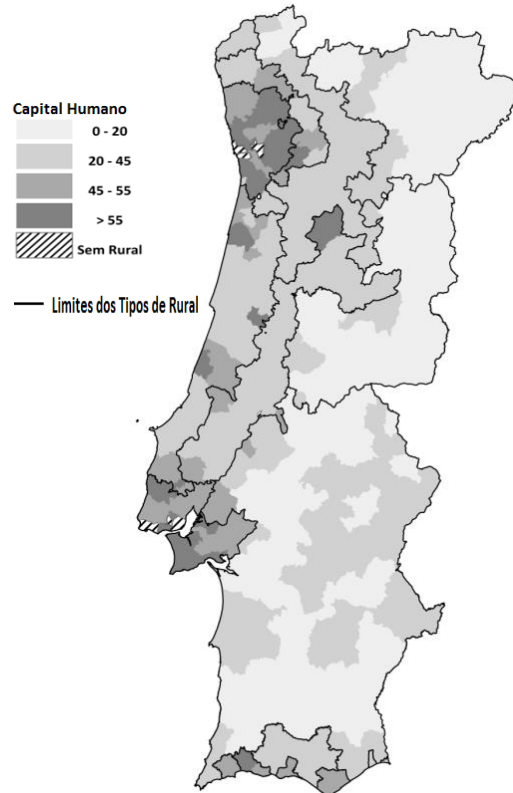 Capital Humano
0 - 20
20 - 45
45 - 55
> 55
Sem Rural
Limites dos Tipos de Rural